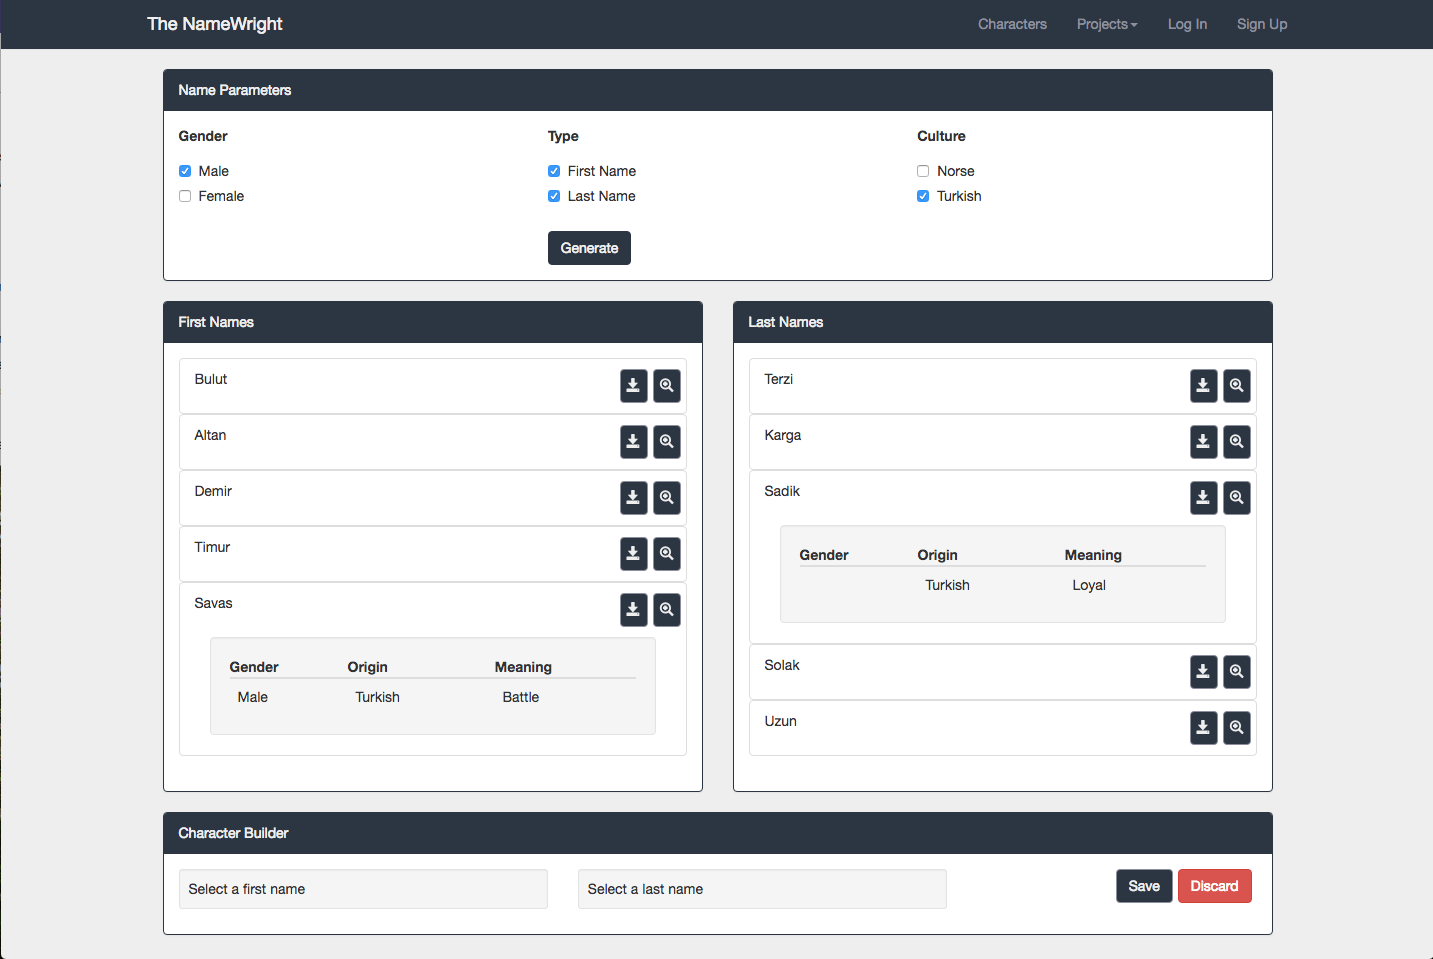 The NameWright
Characters
Projects
Log In
Sign Up
Name Parameters
Gender
Male
Female
Type
First Name
Last Name
Culture
Norse
Turkish
Generate
First Names
Bulut
Altan
Demir
Timur
Savas
Gender Origin Meaning
Male Turkish Battle
Last Names
Terzi
Karga
Sadik
Gender Origin Meaning
Turkish Loyal
Solak
Uzun
Character Builder
Select a first name
Select a last name
Save
Discard